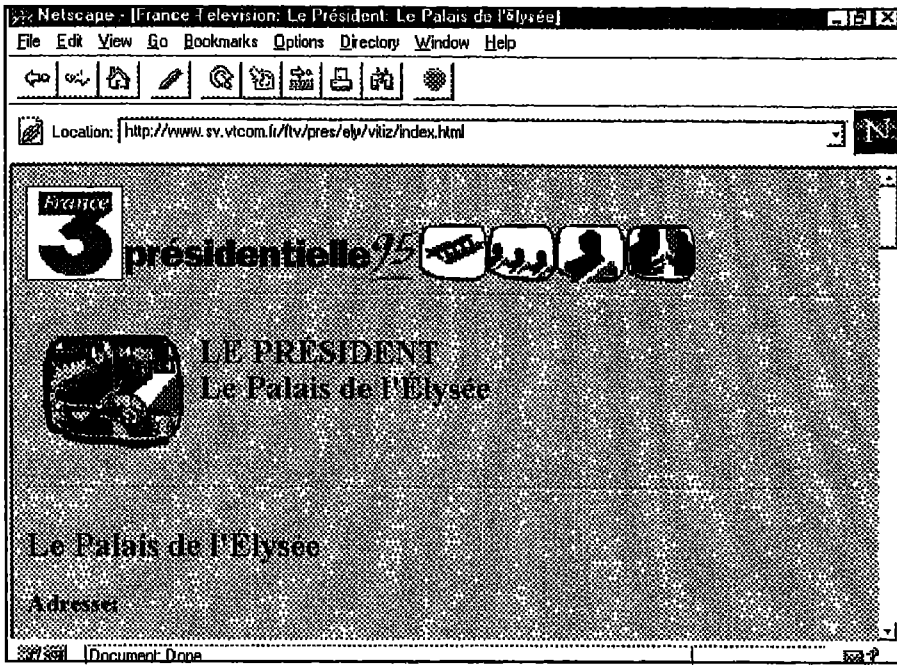 Netscape - [France Television: Le Président: Le Palais de l'Élysée]
File Edit View Go Bookmarks Options Directory Window Help
Location: http://www.sv.vtcom.fr/ftv/pres/ely/vitiz/index.html
N
France
3 présidentielle 95
LE PRÉSIDENT
Le Palais de l'Élysée
Le Palais de l'Élysée
Adresse:
Document: Done